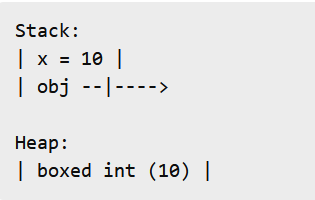 Stack:
| x = 10 |
| obj --|---->
Heap:
| boxed int (10) |